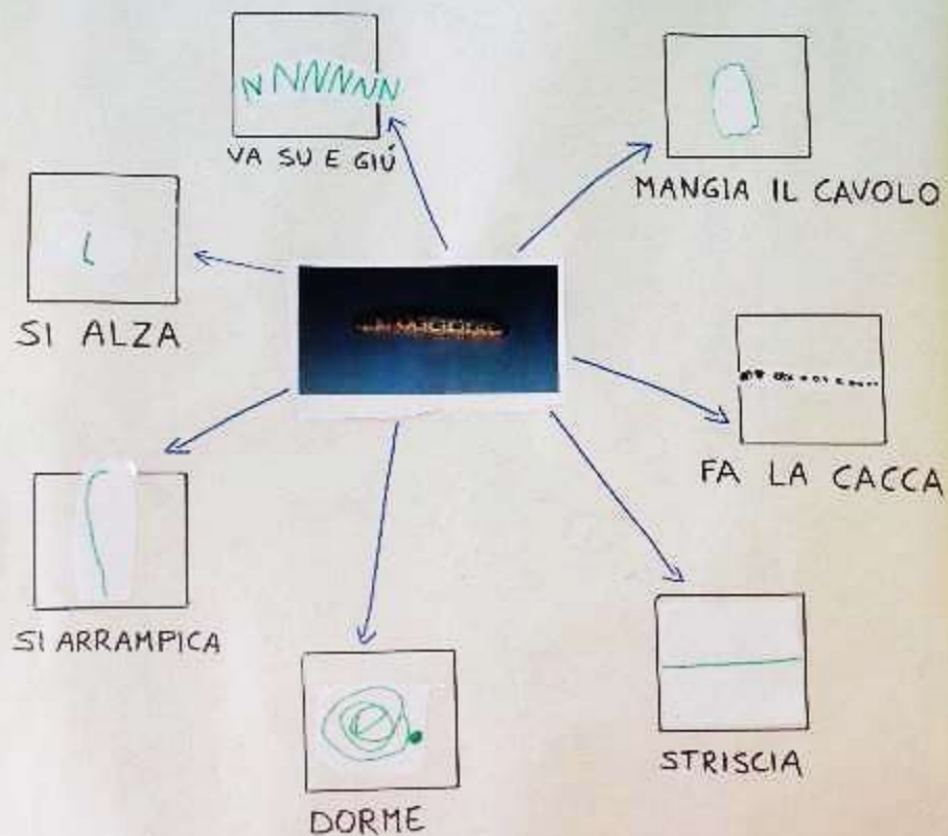 VA SU E GIÚ
MANGIA IL CAVOLO
SI ALZA
FA LA CACCA
SI ARRAMPICA
STRISCIA
DORME